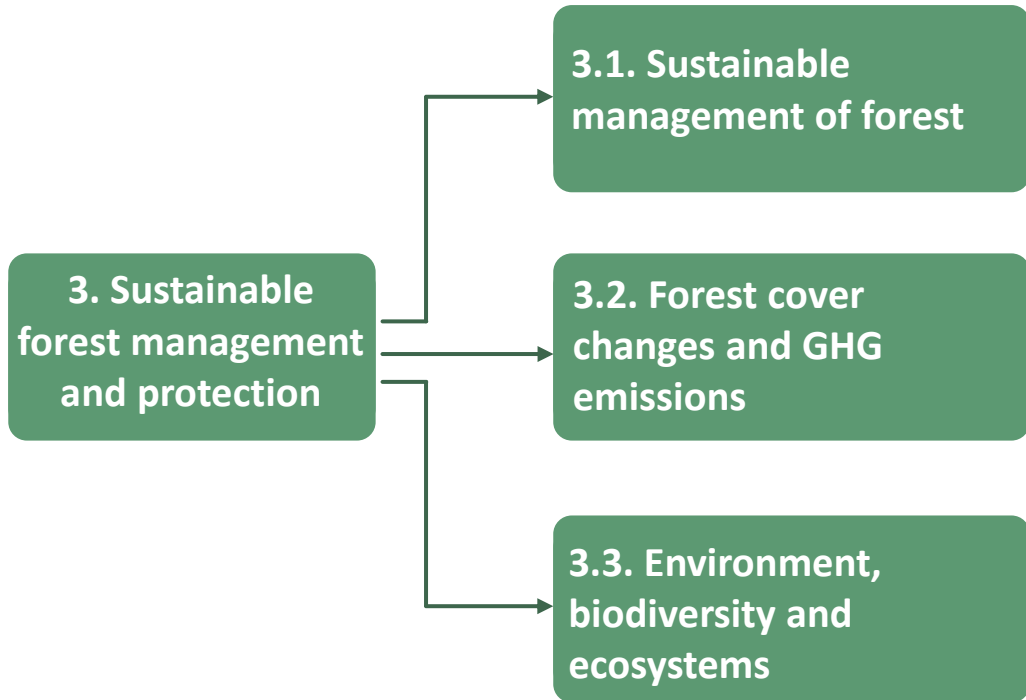 3.1. Sustainable
management of forest
3. Sustainable
forest management
and protection
3.2. Forest cover
changes and GHG
emissions
3.3. Environment,
biodiversity and
ecosystems